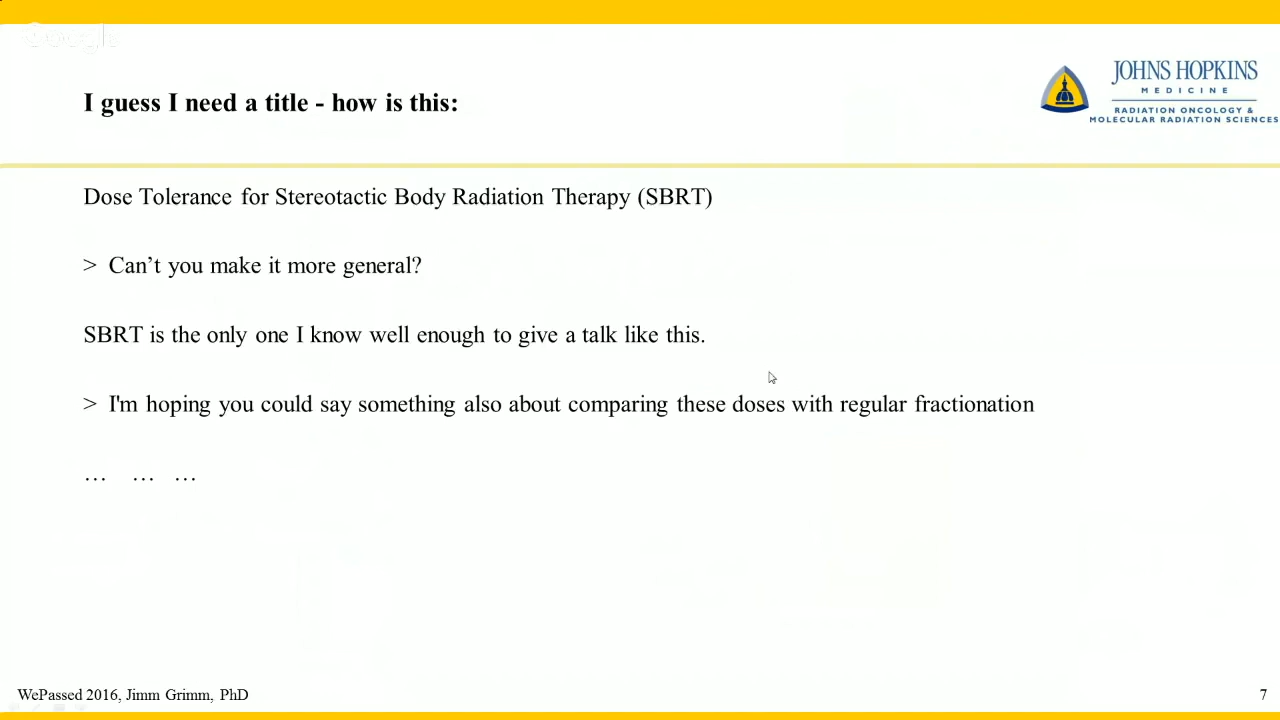 Google
I guess I need a title - how is this:
JOHNS HOPKINS
MEDICINE
RADIATION ONCOLOGY &
MOLECULAR RADIATION SCIENCES
Dose Tolerance for Stereotactic Body Radiation Therapy (SBRT)
> Can’t you make it more general?
SBRT is the only one I know well enough to give a talk like this.
> I'm hoping you could say something also about comparing these doses with regular fractionation
… … …
WePassed 2016, Jimm Grimm, PhD
7